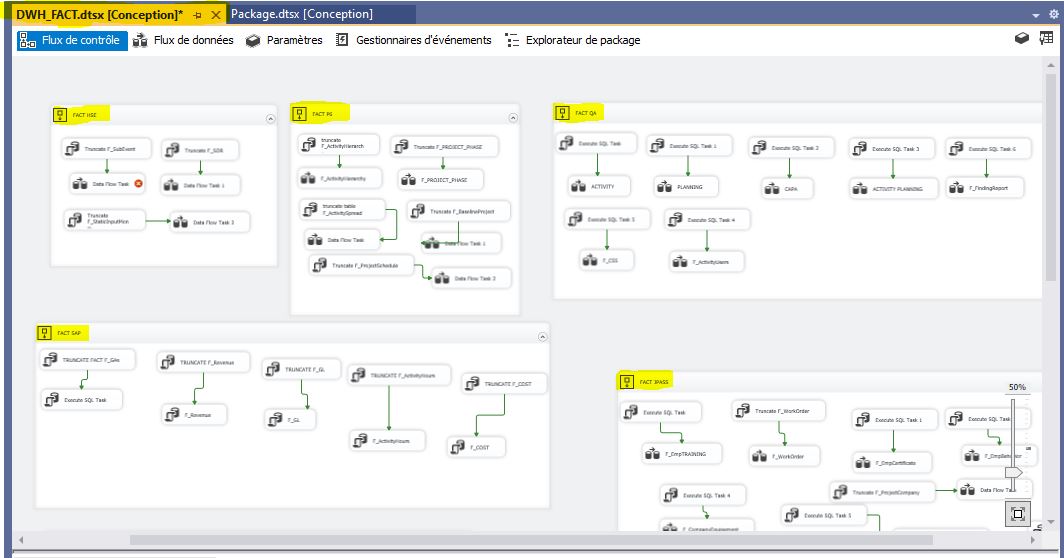 DWH_FACT.dtsx [Conception]*
Package.dtsx [Conception]
Flux de contrôle
Flux de données
Paramètres
Gestionnaires d'événements
Explorateur de package
FACT HSE
Truncate F_SubEvent
Truncate F_SOR
Data Flow Task
Data Flow Task 1
Truncate
F_StaticInputMon
...
Data Flow Task 2
FACT PS
truncate
F_ActivityHierarch
Truncate F_PROJECT_PHASE
F_ActivityHierarchy
F_PROJECT_PHASE
truncate table
F_ActivitySpread
Truncate F_BaselineProject
Data Flow Task
Data Flow Task 1
Truncate F_ProjectSchedule
Data Flow Task 2
FACT QA
Execute SQL Task
Execute SQL Task 1
Execute SQL Task 2
Execute SQL Task 3
Execute SQL Task 6
ACTIVITY
PLANNING
CAPA
ACTIVITY PLANNING
F_FindingReport
Execute SQL Task 5
Execute SQL Task 4
F_CSS
F_ActivityUsers
FACT SAP
TRUNCATE FACT F_GHs
TRUNCATE F_Revenue
TRUNCATE F_GL
TRUNCATE F_ActivityHours
TRUNCATE F_COST
Execute SQL Task
F_Revenue
F_GL
F_ActivityHours
F_COST
FACT JPASS
50%
Execute SQL Task
Truncate F_WorkOrder
Execute SQL Task 1
Execute SQL Task
F_EmpTRAINING
F_WorkOrder
F_EmpCertificate
F_EmpBehavior
Truncate F_ProjectCompany
Data Flow Task
Execute SQL Task 4
Execute SQL Task 5
F_CompanyEquipement